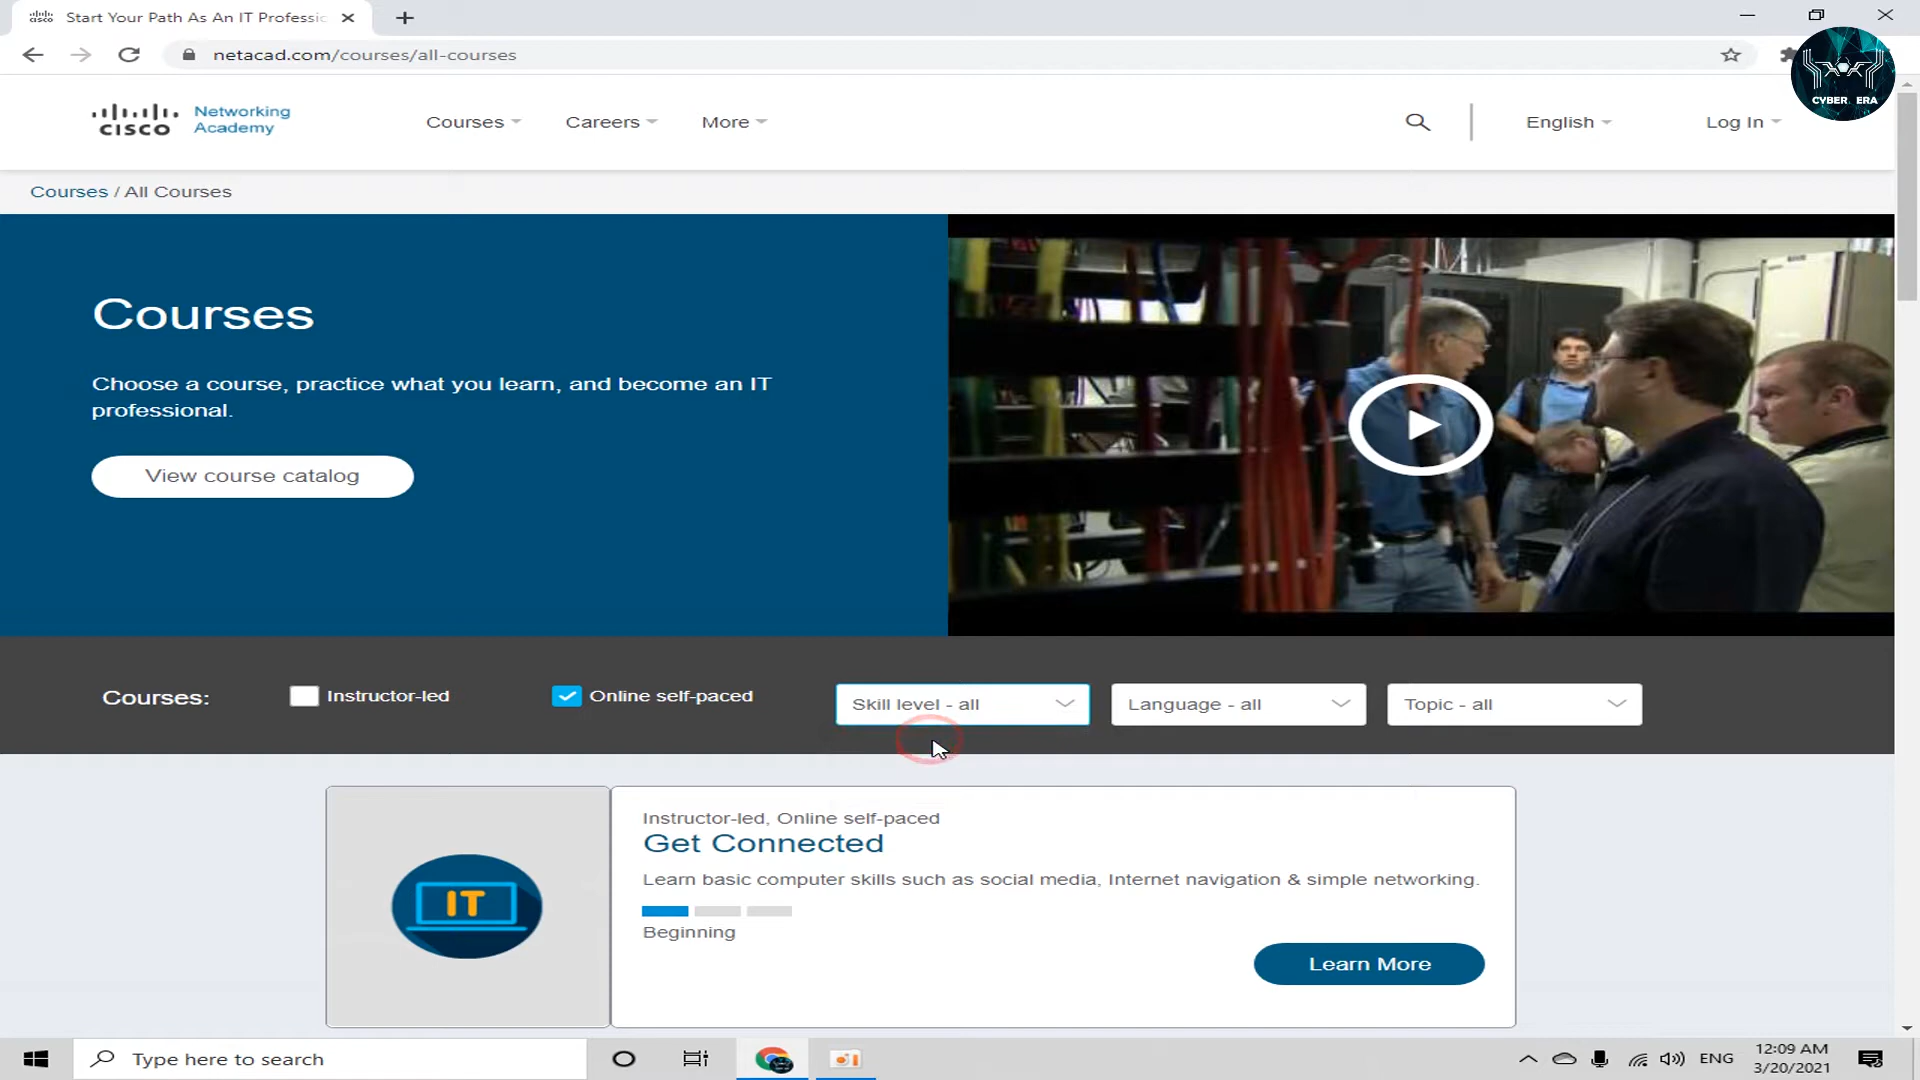 Start Your Path As An IT Professic
netacad.com/courses/all-courses
CYBER ERA
CISCO
Networking
Academy
Courses
Careers
More
English
Log In
Courses / All Courses
Courses
Choose a course, practice what you learn, and become an IT
professional.
View course catalog
Courses:
Instructor-led
Online self-paced
Skill level - all
Language - all
Topic - all
IT
Instructor-led, Online self-paced
Get Connected
Learn basic computer skills such as social media, Internet navigation & simple networking.
Beginning
Learn More
Type here to search
ENG
12:09 AM
3/20/2021